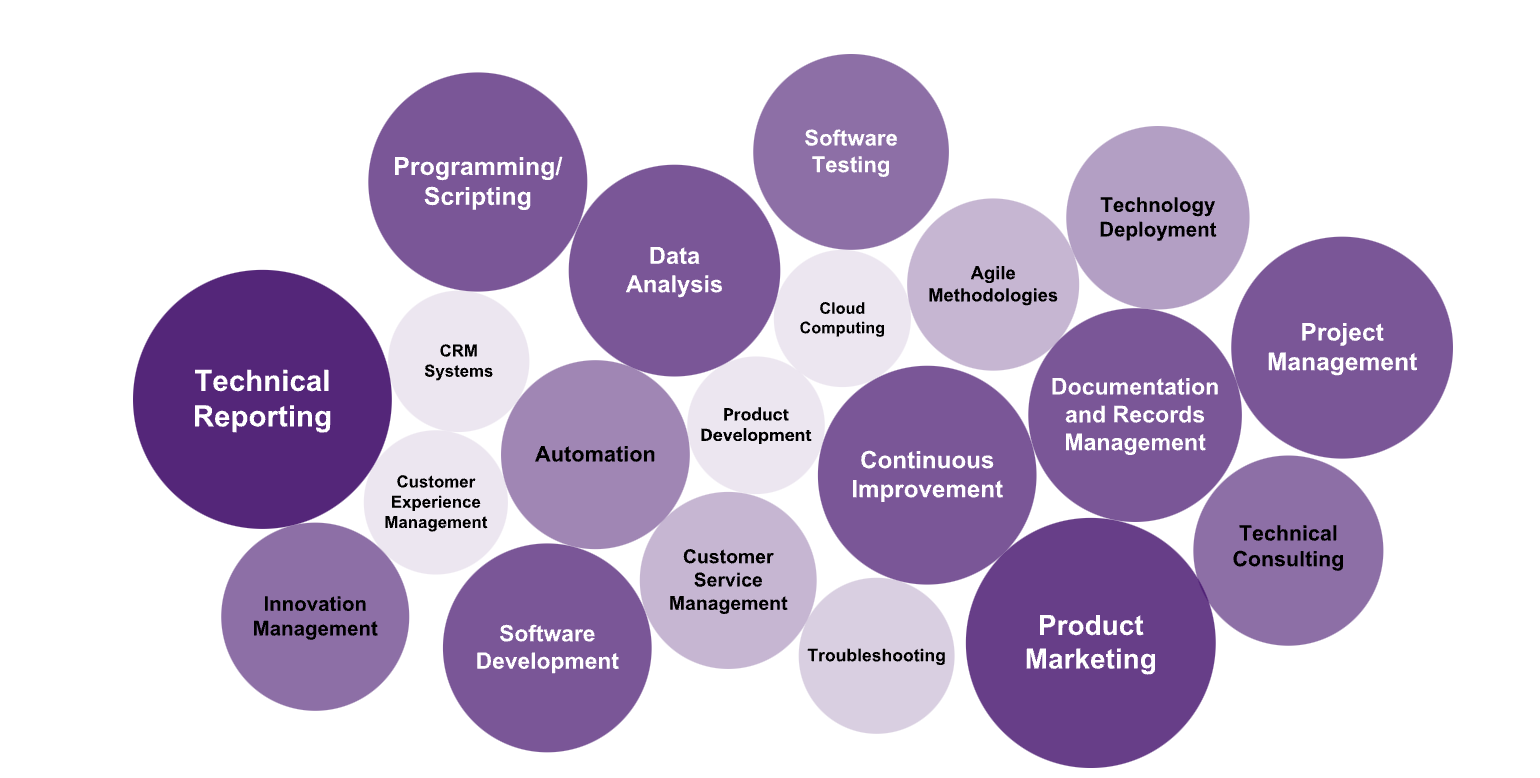 Software
Testing
Programming/
Scripting
Technology
Deployment
Data
Analysis
Agile
Methodologies
Cloud
Computing
Project
Management
CRM
Systems
Technical
Reporting
Documentation
and Records
Management
Product
Development
Automation
Continuous
Improvement
Customer
Experience
Management
Technical
Consulting
Customer
Service
Management
Innovation
Management
Software
Development
Troubleshooting
Product
Marketing